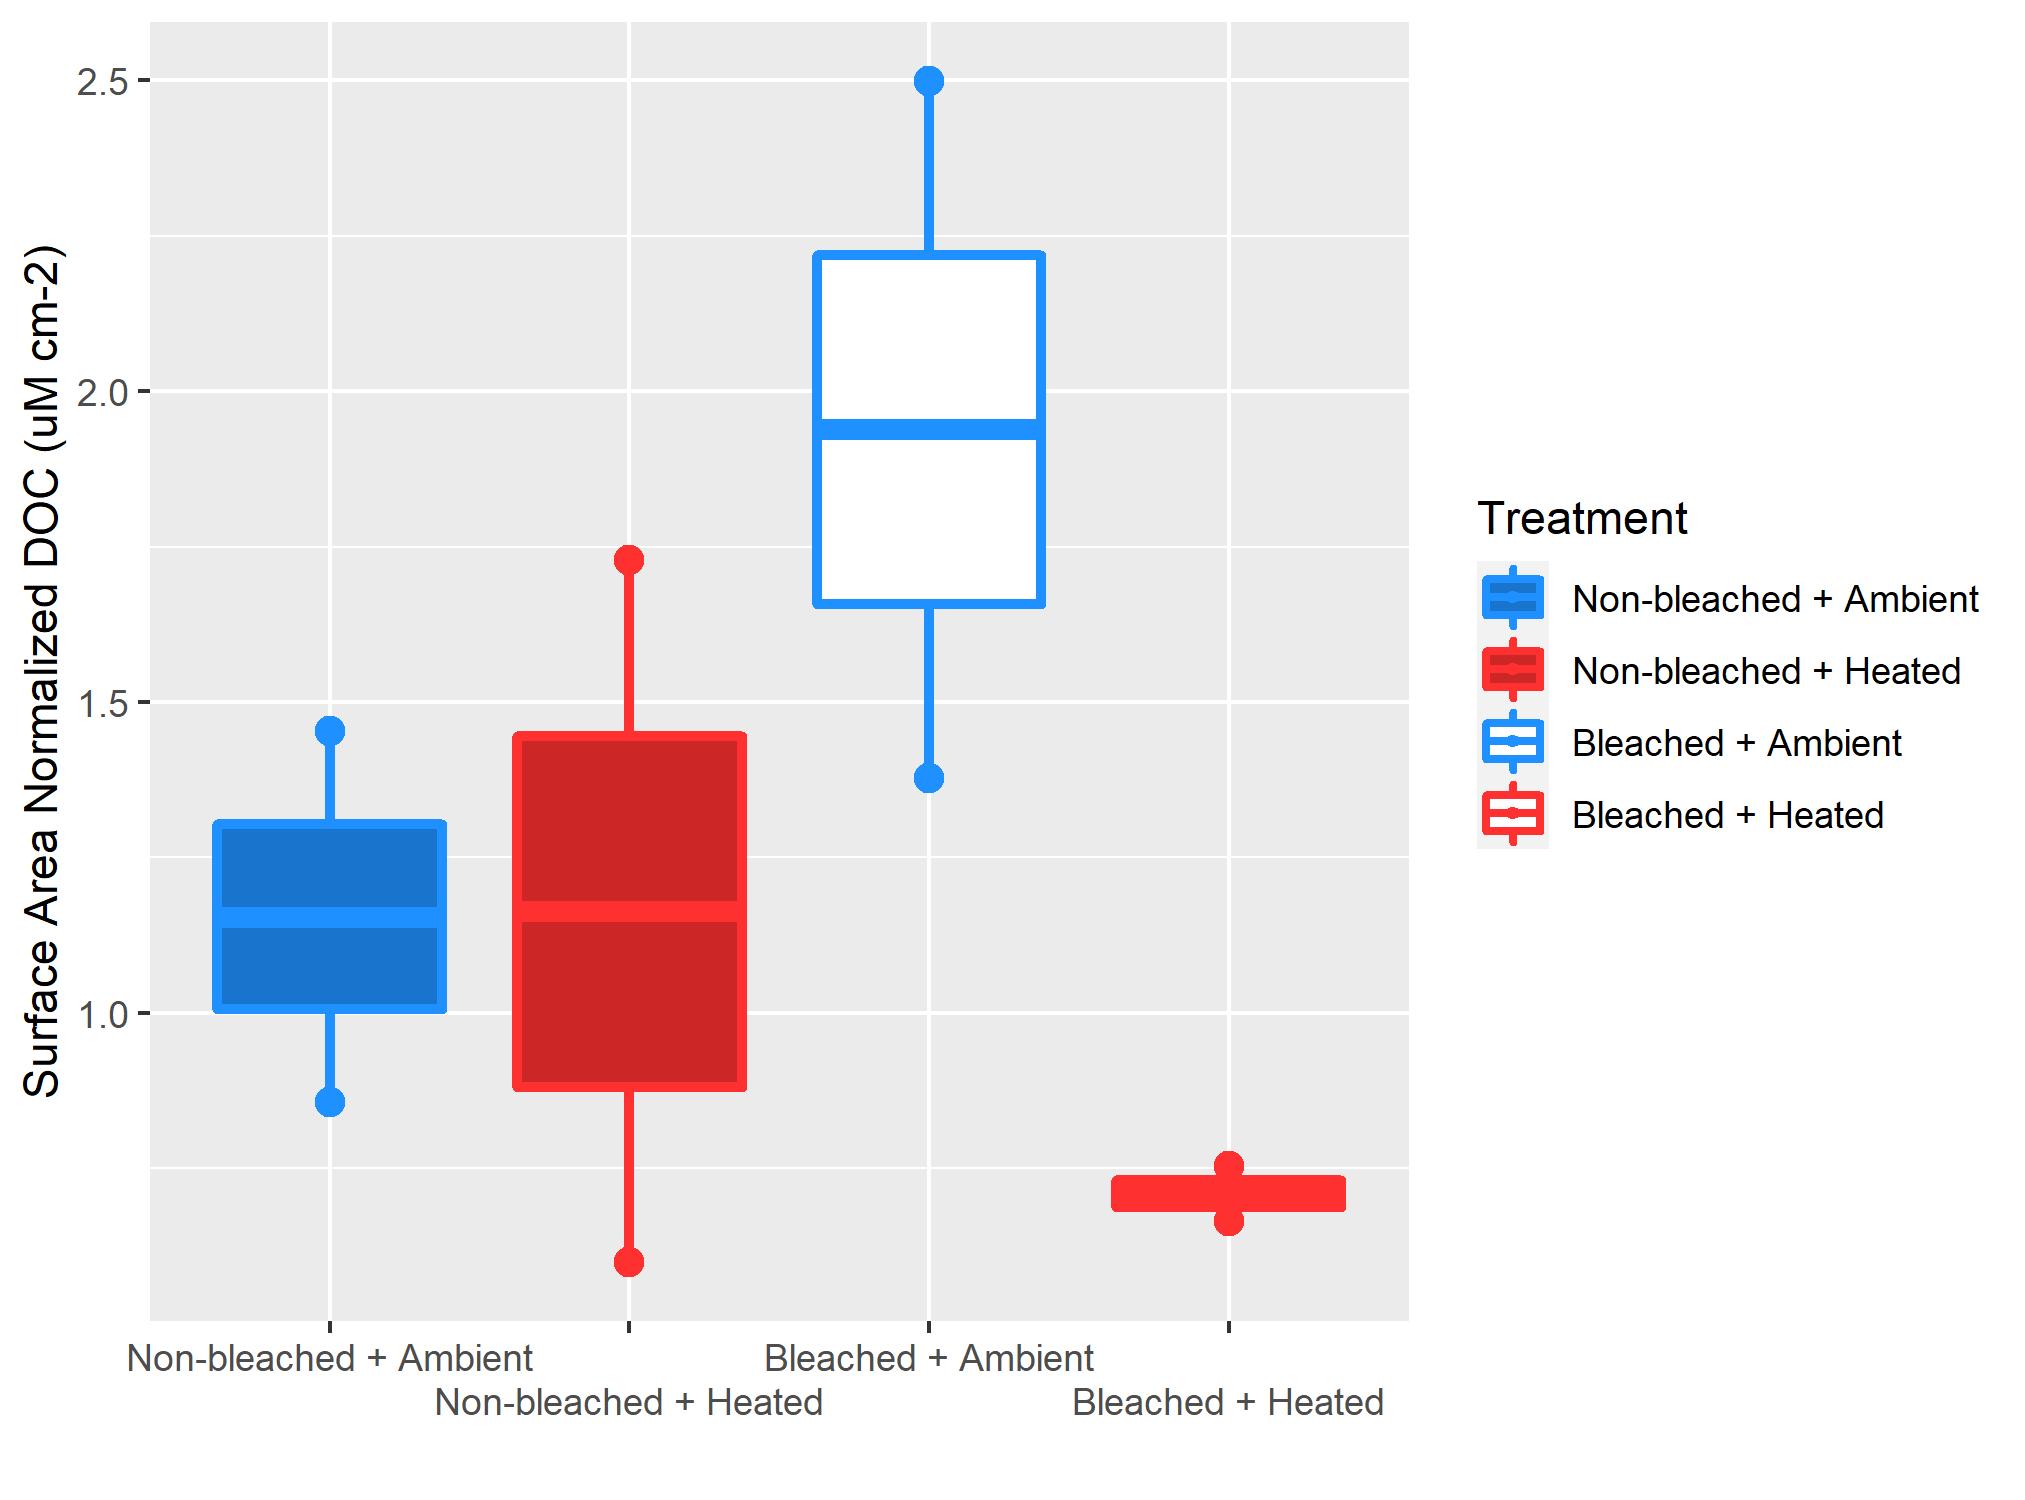 Surface Area Normalized DOC (uM cm-2)
2.5
2.0
1.5
1.0
Non-bleached + Ambient
Non-bleached + Heated
Bleached + Ambient
Bleached + Heated
Treatment
Non-bleached + Ambient
Non-bleached + Heated
Bleached + Ambient
Bleached + Heated